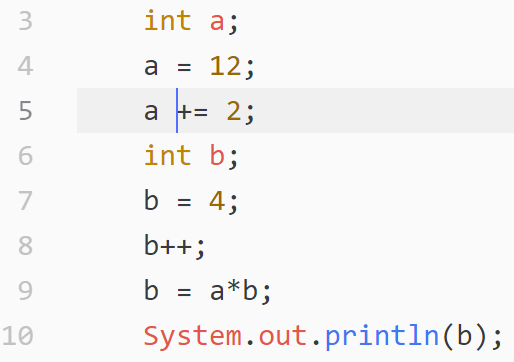 3 int a;
4 a = 12;
5 a += 2;
6 int b;
7 b = 4;
8 b++;
9 b = a*b;
10 System.out.println(b);